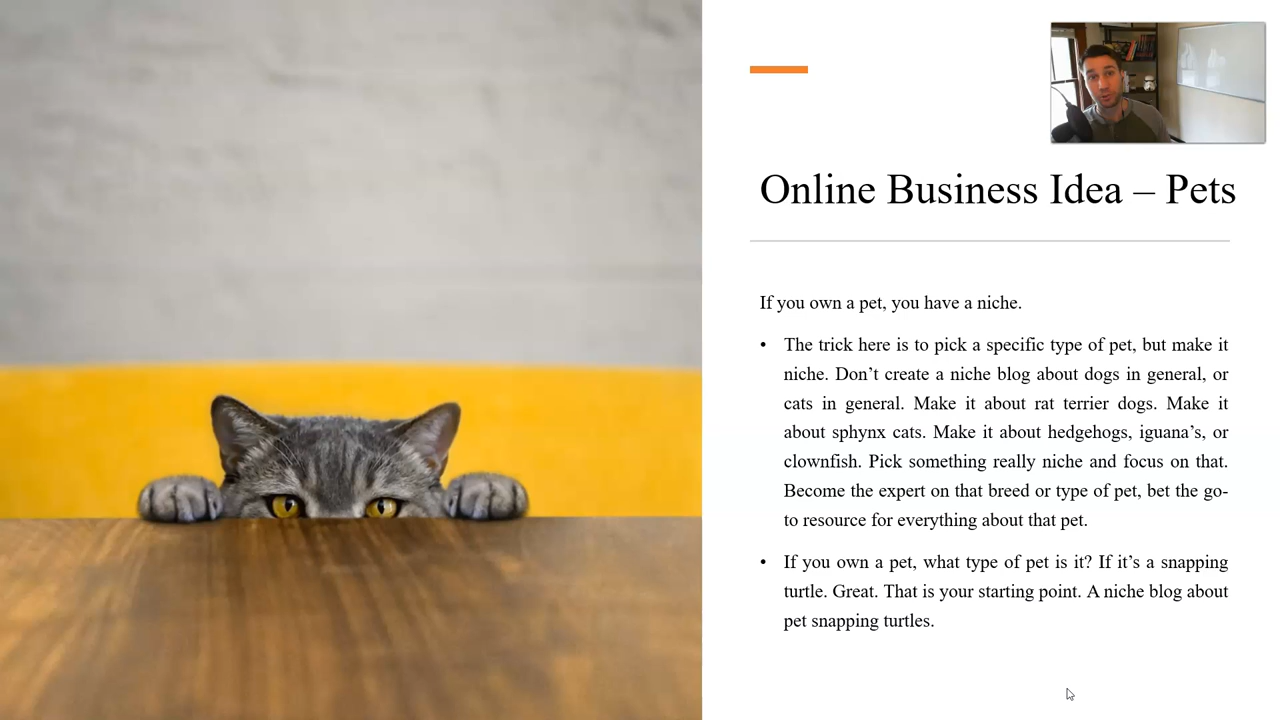 Online Business Idea – Pets
If you own a pet, you have a niche.
• The trick here is to pick a specific type of pet, but make it
niche. Don’t create a niche blog about dogs in general, or
cats in general. Make it about rat terrier dogs. Make it
about sphynx cats. Make it about hedgehogs, iguana’s, or
clownfish. Pick something really niche and focus on that.
Become the expert on that breed or type of pet, bet the go-
to resource for everything about that pet.
• If you own a pet, what type of pet is it? If it’s a snapping
turtle. Great. That is your starting point. A niche blog about
pet snapping turtles.